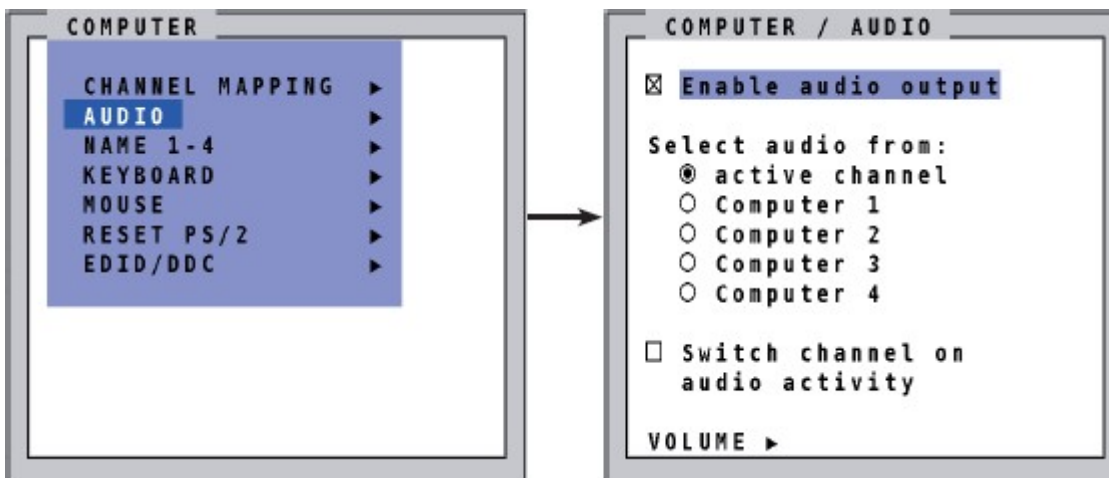 COMPUTER
CHANNEL MAPPING ▶
AUDIO ▶
NAME 1-4 ▶
KEYBOARD ▶
MOUSE ▶
RESET PS/2 ▶
EDID/DDC ▶
COMPUTER / AUDIO
☒ Enable audio output
Select audio from:
◉ active channel
○ Computer 1
○ Computer 2
○ Computer 3
○ Computer 4
☐ Switch channel on
audio activity
VOLUME ▶